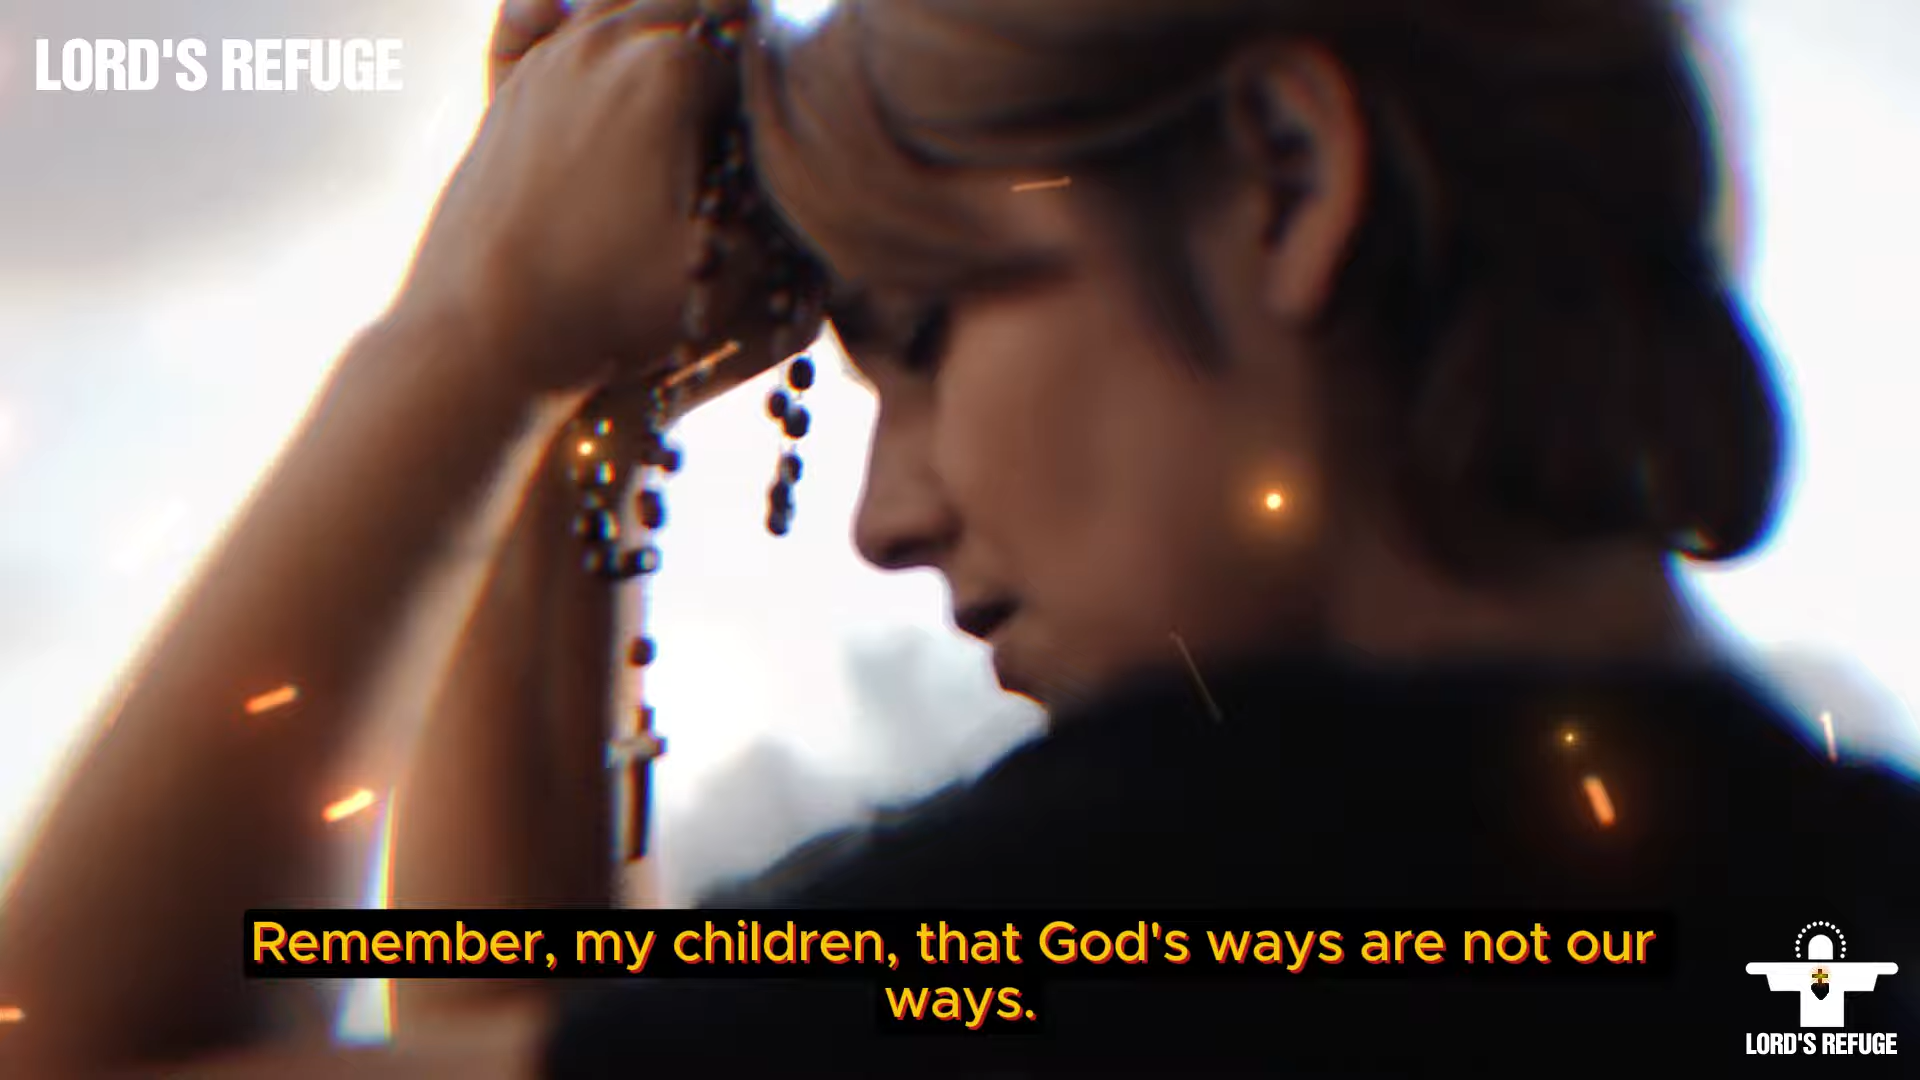 LORD'S REFUGE
Remember, my children, that God's ways are not our
ways.
LORD'S REFUGE